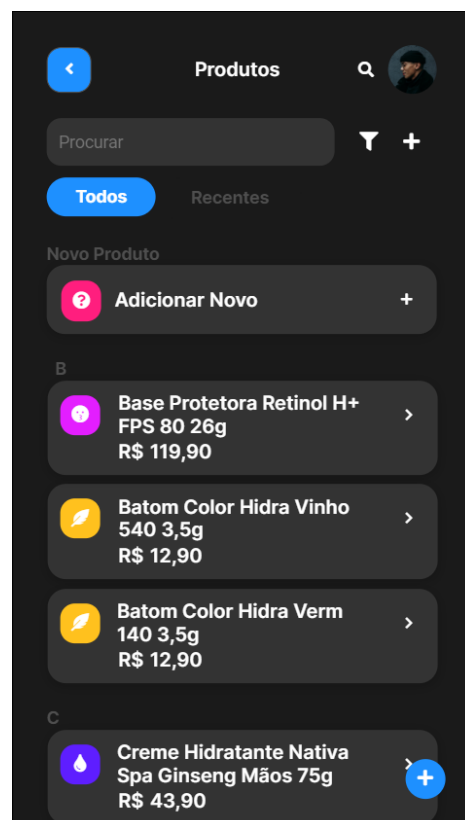 Produtos
Procurar
Todos
Recentes
Novo Produto
Adicionar Novo
B
Base Protetora Retinol H+
FPS 80 26g
R$ 119,90
Batom Color Hidra Vinho
540 3,5g
R$ 12,90
Batom Color Hidra Verm
140 3,5g
R$ 12,90
C
Creme Hidratante Nativa
Spa Ginseng Mãos 75g
R$ 43,90